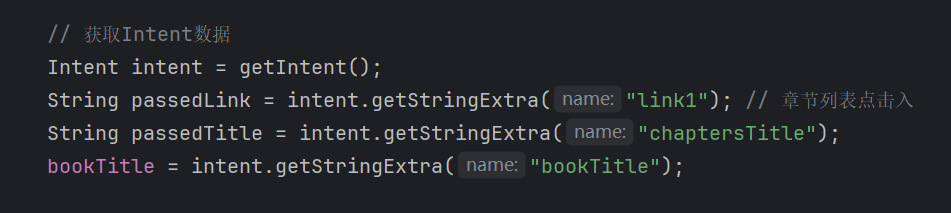 // 获取Intent数据
Intent intent = getIntent();
String passedLink = intent.getStringExtra( name: "link1"); // 章节列表点击入
String passedTitle = intent.getStringExtra( name: "chaptersTitle");
bookTitle = intent.getStringExtra( name: "bookTitle");